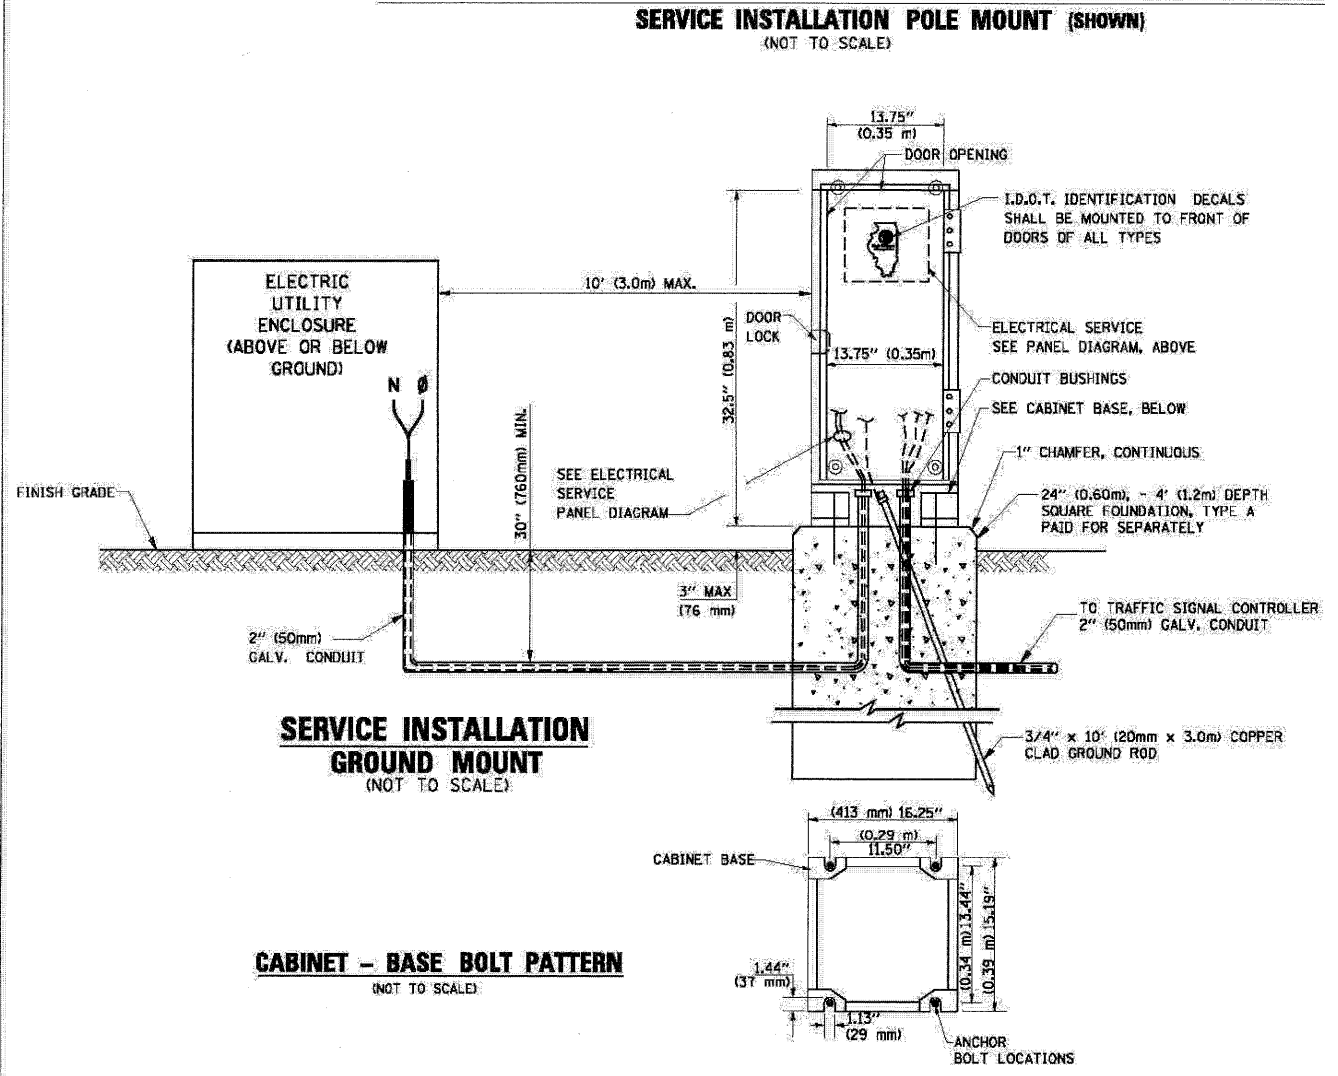 SERVICE INSTALLATION POLE MOUNT (SHOWN)
(NOT TO SCALE)
13.75"
(0.35 m)
DOOR OPENING
I.D.O.T. IDENTIFICATION DECALS
SHALL BE MOUNTED TO FRONT OF
DOORS OF ALL TYPES
ELECTRIC
UTILITY
ENCLOSURE
(ABOVE OR BELOW
GROUND)
N Ø
10' (3.0m) MAX.
32.5" (0.83 m)
DOOR
LOCK
13.75" (0.35m)
ELECTRICAL SERVICE
SEE PANEL DIAGRAM, ABOVE
CONDUIT BUSHINGS
SEE CABINET BASE, BELOW
1" CHAMFER, CONTINUOUS
24" (0.60m), - 4' (1.2m) DEPTH
SQUARE FOUNDATION, TYPE A
PAID FOR SEPARATELY
FINISH GRADE
30" (760mm) MIN.
SEE ELECTRICAL
SERVICE
PANEL DIAGRAM
3" MAX
(76 mm)
2" (50mm)
GALV. CONDUIT
TO TRAFFIC SIGNAL CONTROLLER
2" (50mm) GALV. CONDUIT
3/4" x 10' (20mm x 3.0m) COPPER
CLAD GROUND ROD
SERVICE INSTALLATION
GROUND MOUNT
(NOT TO SCALE)
(413 mm) 16.25"
(0.29 m)
11.50"
CABINET BASE
(0.34 m) 13.44"
(0.39 m) 15.19"
1.44"
(37 mm)
1.13"
(29 mm)
ANCHOR
BOLT LOCATIONS
CABINET – BASE BOLT PATTERN
(NOT TO SCALE)